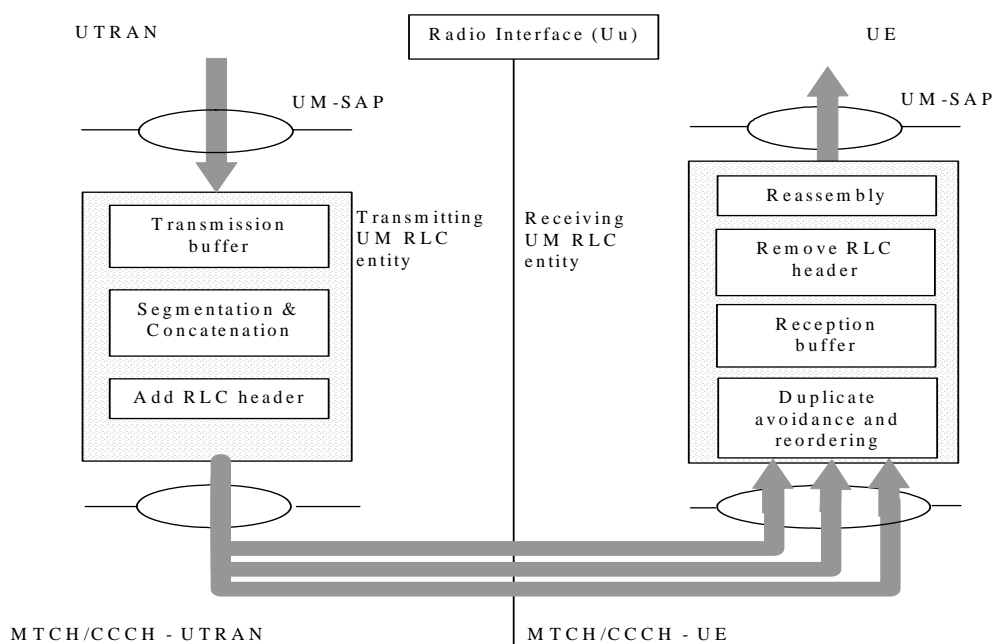 UTRAN
Radio Interface (Uu)
UE
UM-SAP
UM-SAP
Transmission
buffer
Segmentation &
Concatenation
Add RLC header
Transmitting
UM RLC
entity
Receiving
UM RLC
entity
Reassembly
Remove RLC
header
Reception
buffer
Duplicate
avoidance and
reordering
MTCH/CCCH - UTRAN
MTCH/CCCH - UE